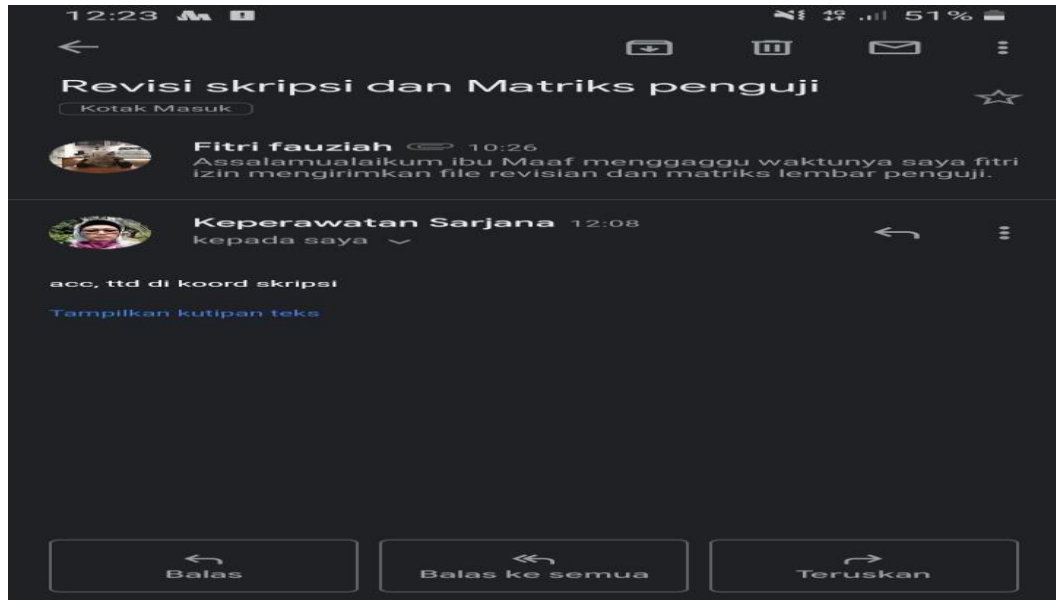 12:23 4G 51%
Revisi skripsi dan Matriks penguji
Kotak Masuk
Fitri fauziah 10:26
Assalamualaikum ibu Maaf menggaggu waktunya saya fitri
izin mengirimkan file revisian dan matriks lembar penguji.
Keperawatan Sarjana 12:08
kepada saya
acc, ttd di koord skripsi
Tampilkan kutipan teks
Balas Balas ke semua Teruskan